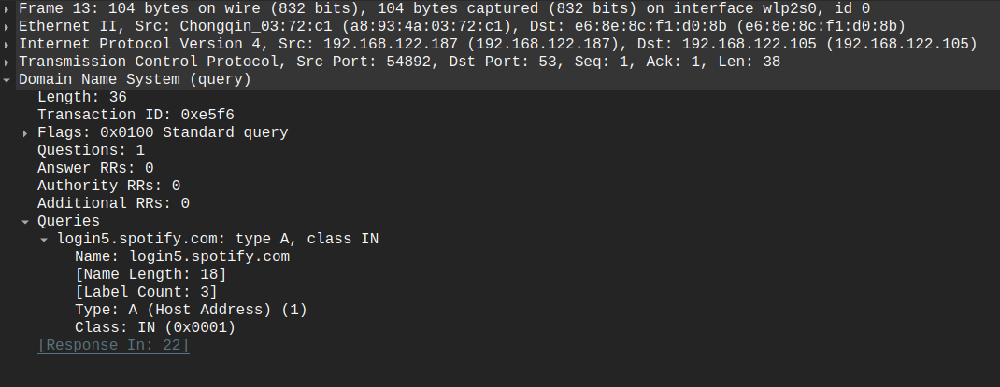 Frame 13: 104 bytes on wire (832 bits), 104 bytes captured (832 bits) on interface wlp2s0, id 0
Ethernet II, Src: Chongqin_03:72:c1 (a8:93:4a:03:72:c1), Dst: e6:8e:8c:f1:d0:8b (e6:8e:8c:f1:d0:8b)
Internet Protocol Version 4, Src: 192.168.122.187 (192.168.122.187), Dst: 192.168.122.105 (192.168.122.105)
Transmission Control Protocol, Src Port: 54892, Dst Port: 53, Seq: 1, Ack: 1, Len: 38
Domain Name System (query)
Length: 36
Transaction ID: 0xe5f6
Flags: 0x0100 Standard query
Questions: 1
Answer RRs: 0
Authority RRs: 0
Additional RRs: 0
Queries
login5.spotify.com: type A, class IN
Name: login5.spotify.com
[Name Length: 18]
[Label Count: 3]
Type: A (Host Address) (1)
Class: IN (0x0001)
[Response In: 22]